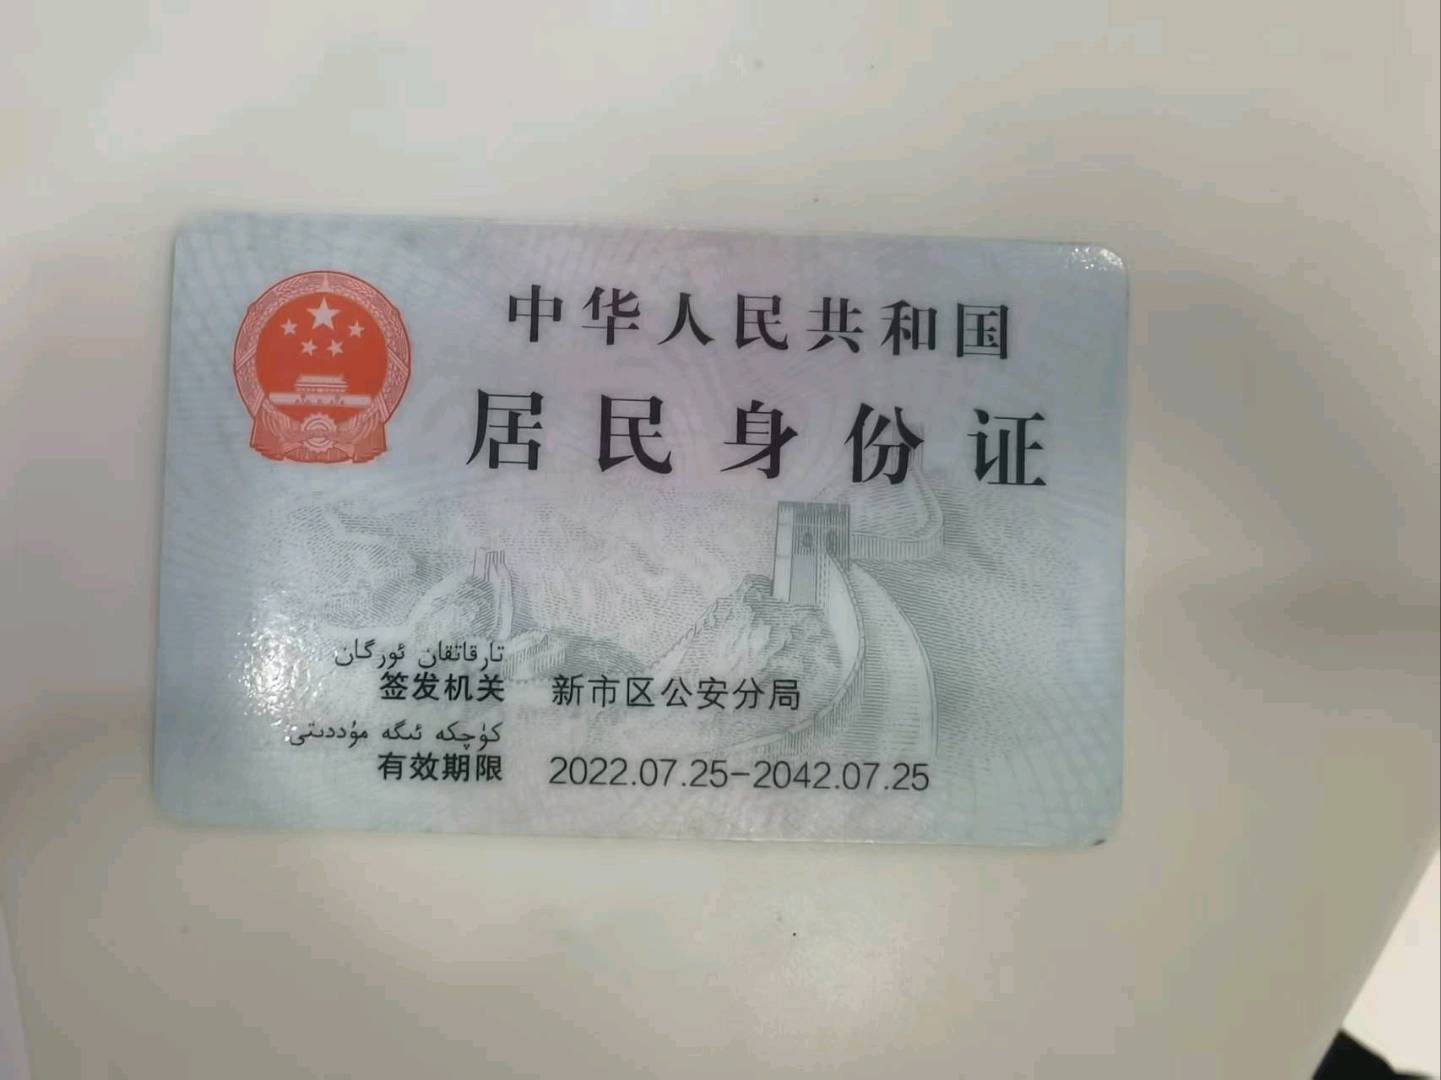 中华人民共和国
居民身份证
تارقاتقان ئورگان
签发机关 新市区公安分局
كۈچكە ئىگە مۇددىتى
有效期限 2022.07.25-2042.07.25